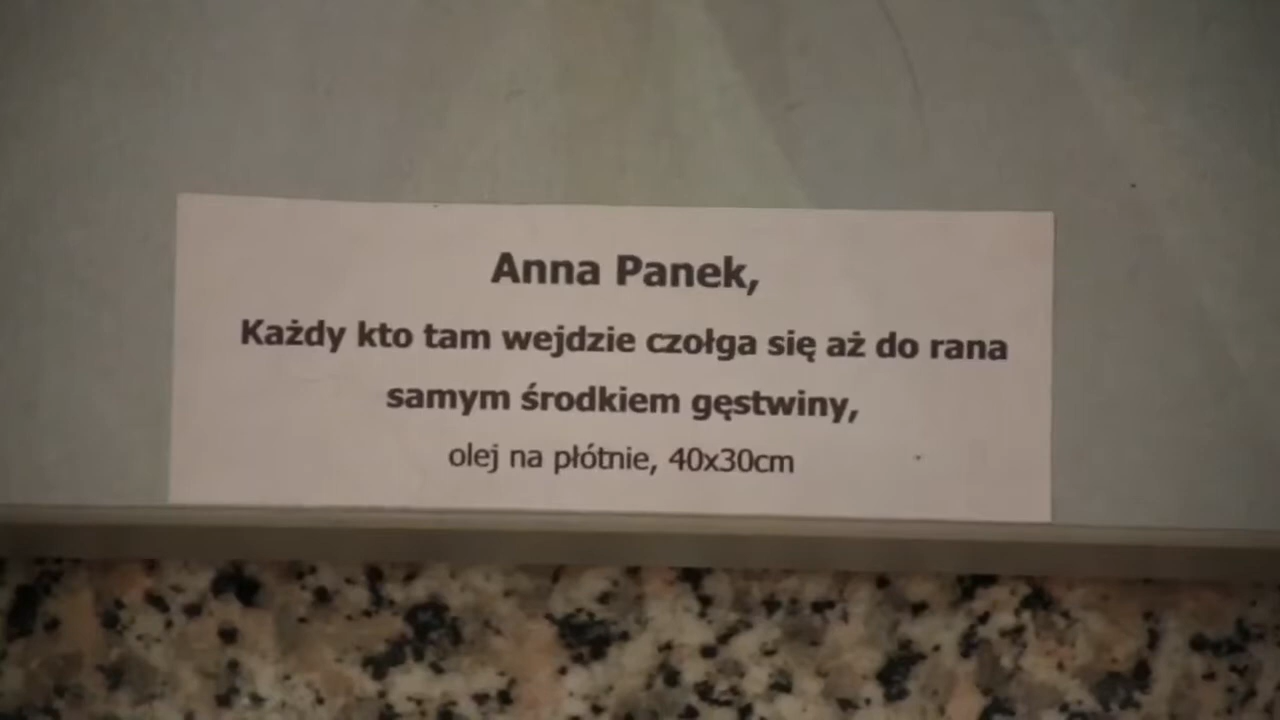 Anna Panek,
Każdy kto tam wejdzie czołga się aż do rana
samym środkiem gęstwiny,
olej na płótnie, 40x30cm